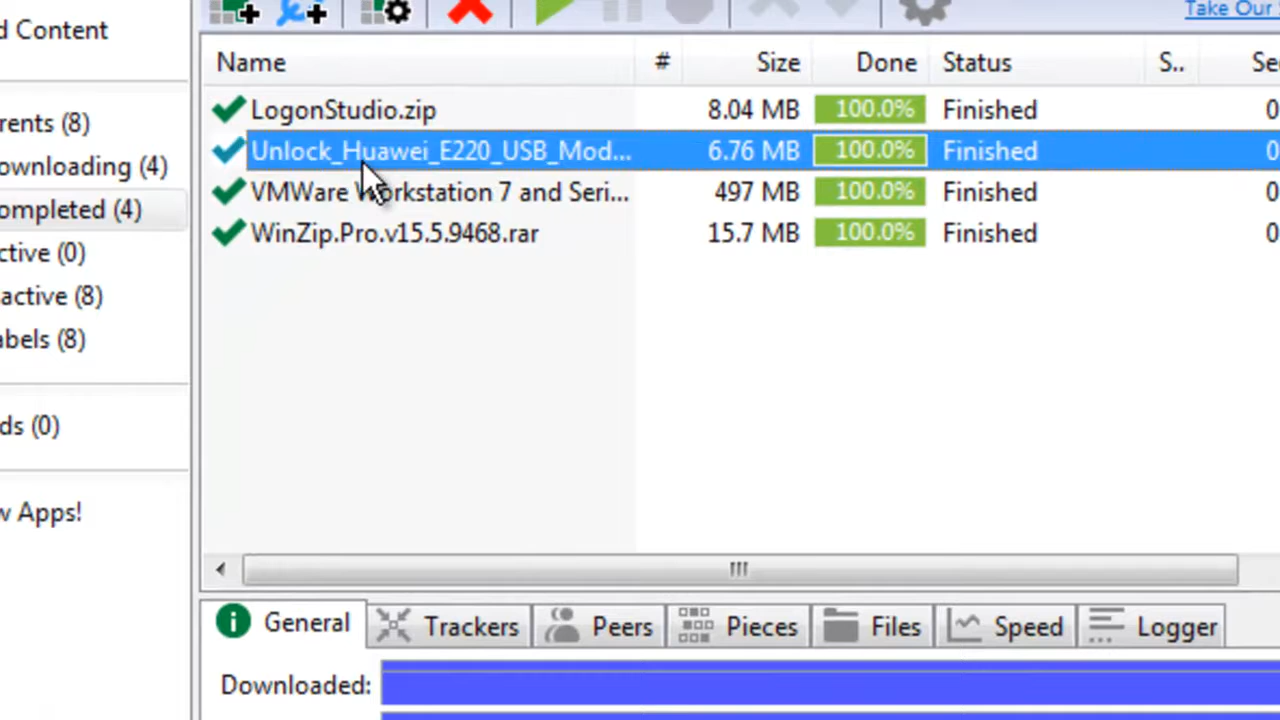 Take Our
d Content
Name # Size Done Status S.. Se
rents (8)
LogonStudio.zip 8.04 MB 100.0% Finished 0
ownloading (4)
Unlock_Huawei_E220_USB_Mod... 6.76 MB 100.0% Finished 0
ompleted (4)
VMWare Workstation 7 and Seri... 497 MB 100.0% Finished 0
WinZip.Pro.v15.5.9468.rar 15.7 MB 100.0% Finished 0
ctive (0)
active (8)
abels (8)
ds (0)
w Apps!
General Trackers Peers Pieces Files Speed Logger
Downloaded: